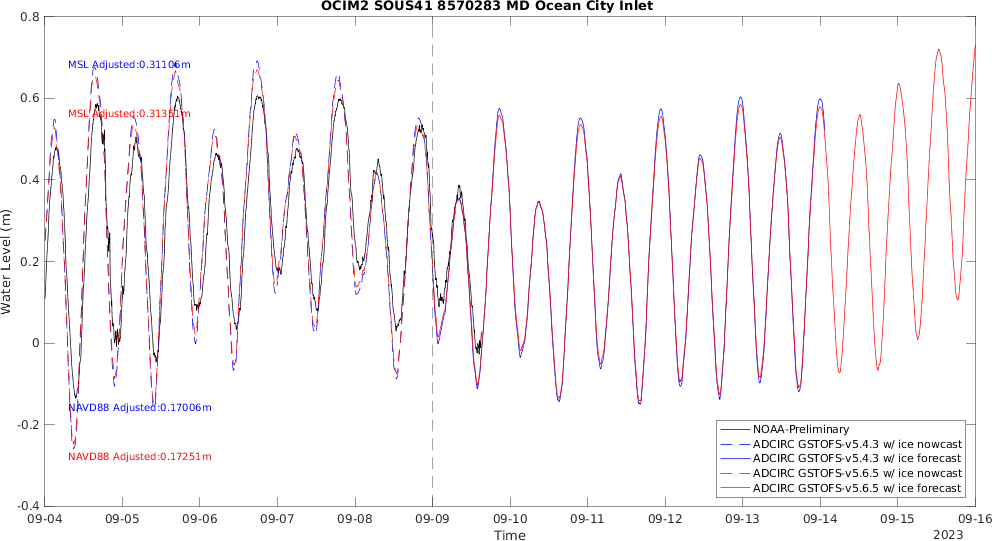 OCIM2 SOUS41 8570283 MD Ocean City Inlet
0.8
0.6
0.4
0.2
0
-0.2
-0.4
Water Level (m)
MSL Adjusted:0.31106m
MSL Adjusted:0.31351m
NAVD88 Adjusted:0.17006m
NAVD88 Adjusted:0.17251m
NOAA-Preliminary
ADCIRC GSTOFS-v5.4.3 w/ ice nowcast
ADCIRC GSTOFS-v5.4.3 w/ ice forecast
ADCIRC GSTOFS-v5.6.5 w/ ice nowcast
ADCIRC GSTOFS-v5.6.5 w/ ice forecast
09-04 09-05 09-06 09-07 09-08 09-09 09-10 09-11 09-12 09-13 09-14 09-15 09-16
Time
2023